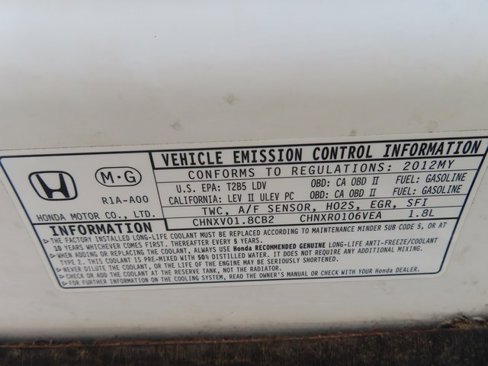 VEHICLE EMISSION CONTROL INFORMATION
CONFORMS TO REGULATIONS: 2012MY
U.S. EPA: T2B5 LDV OBD: CA OBD II FUEL: GASOLINE
CALIFORNIA: LEV II ULEV PC OBD: CA OBD II FUEL: GASOLINE
TWC, A/F SENSOR, HO2S, EGR, SFI
CHNXV01.8CB2 CHNXR0106VEA 1.8L
M·G
R1A-A00
HONDA MOTOR CO., LTD.
INFORMATION:
THE FACTORY INSTALLED LONG-LIFE COOLANT MUST BE REPLACED ACCORDING TO MAINTENANCE MINDER SUB CODE 5, OR AT
10 YEARS WHICHEVER COMES FIRST, THEREAFTER EVERY 5 YEARS.
WHEN ADDING OR REPLACING THE COOLANT, ALWAYS USE Honda RECOMMENDED GENUINE LONG-LIFE ANTI-FREEZE/COOLANT
TYPE 2. THIS COOLANT IS PRE-MIXED WITH 50% DISTILLED WATER. IT DOES NOT REQUIRE ANY ADDITIONAL MIXING.
NEVER USE DILUTION, OR THE LIFE OF THE ENGINE MAY BE SERIOUSLY SHORTENED.
CHECK OR ADD COOLANT AT THE RESERVE TANK, NOT THE RADIATOR.
FOR FURTHER INFORMATION ON THE COOLING SYSTEM, READ THE OWNER'S MANUAL OR CHECK WITH YOUR Honda DEALER.